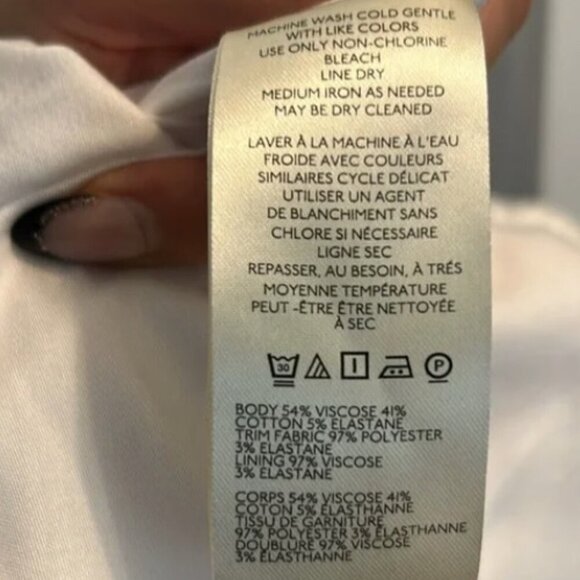 MACHINE WASH COLD GENTLE
WITH LIKE COLORS
USE ONLY NON-CHLORINE
BLEACH
LINE DRY
MEDIUM IRON AS NEEDED
MAY BE DRY CLEANED
LAVER À LA MACHINE À L'EAU
FROIDE AVEC COULEURS
SIMILAIRES CYCLE DÉLICAT
UTILISER UN AGENT
DE BLANCHIMENT SANS
CHLORE SI NÉCESSAIRE
LIGNE SEC
REPASSER, AU BESOIN, À TRÉS
MOYENNE TEMPÉRATURE
PEUT -ÊTRE ÊTRE NETTOYÉE
À SEC
30 P
BODY 54% VISCOSE 41%
COTTON 5% ELASTANE
TRIM FABRIC 97% POLYESTER
3% ELASTANE
LINING 97% VISCOSE
3% ELASTANE
CORPS 54% VISCOSE 41%
COTON 5% ÉLASTHANNE
TISSU DE GARNITURE
97% POLYESTER 3% ÉLASTHANNE
DOUBLURE 97% VISCOSE
3% ÉLASTHANNE